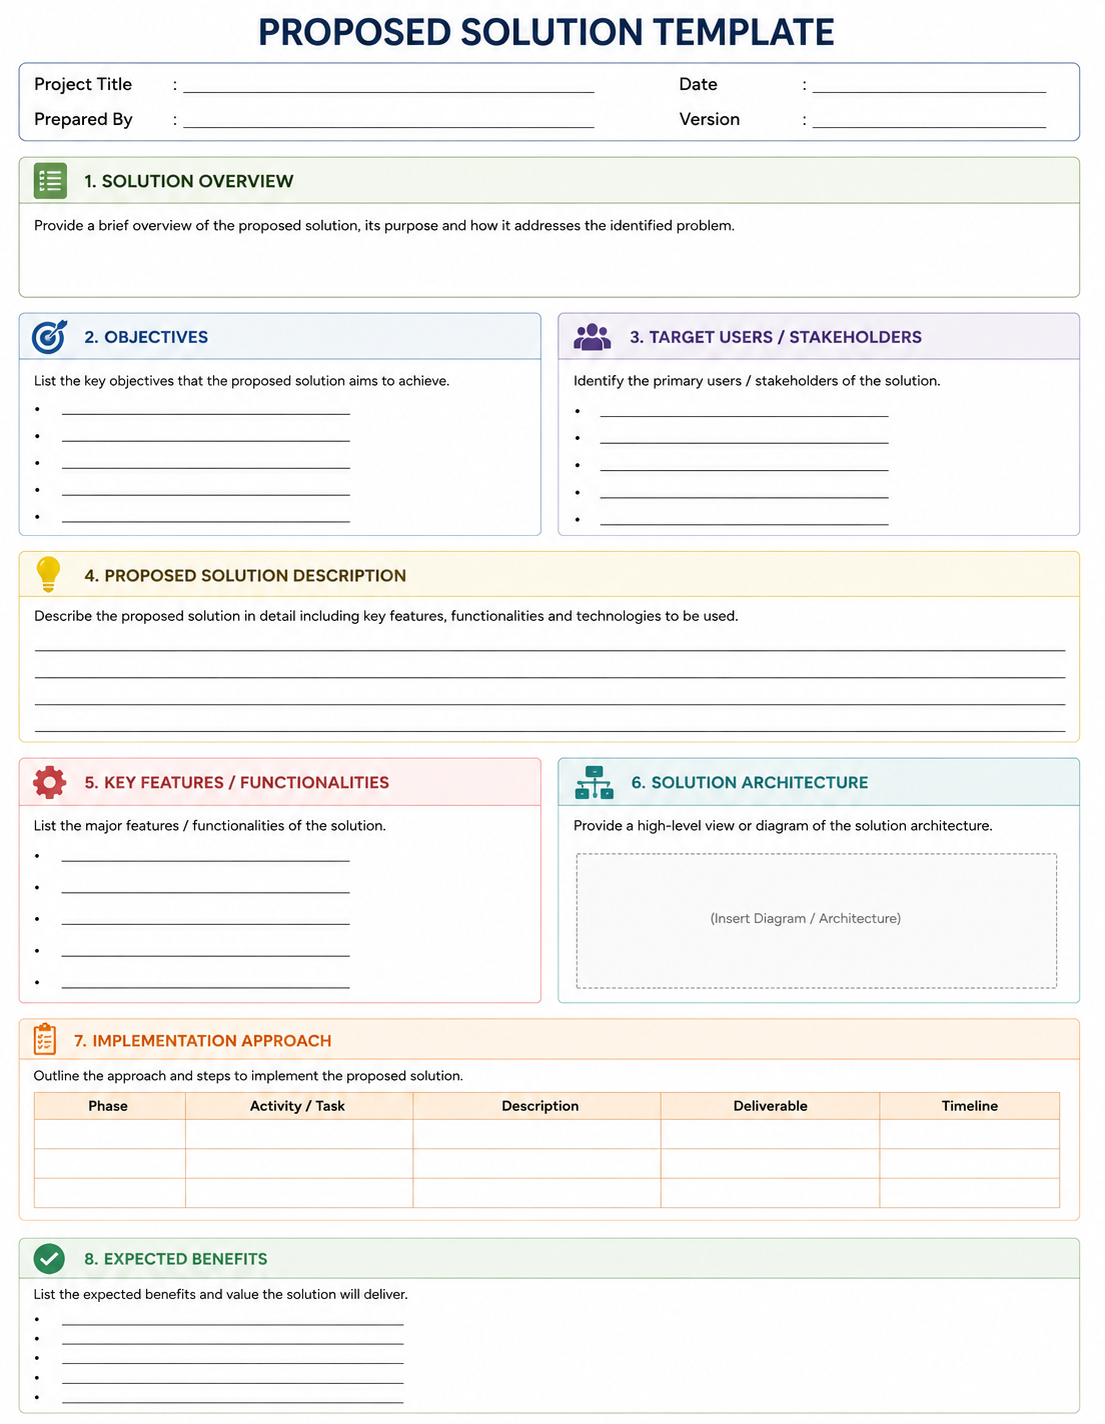 PROPOSED SOLUTION TEMPLATE
Project Title : Date :
Prepared By : Version :
1. SOLUTION OVERVIEW
Provide a brief overview of the proposed solution, its purpose and how it addresses the identified problem.
2. OBJECTIVES
List the key objectives that the proposed solution aims to achieve.
•
•
•
•
•
3. TARGET USERS / STAKEHOLDERS
Identify the primary users / stakeholders of the solution.
•
•
•
•
•
4. PROPOSED SOLUTION DESCRIPTION
Describe the proposed solution in detail including key features, functionalities and technologies to be used.
5. KEY FEATURES / FUNCTIONALITIES
List the major features / functionalities of the solution.
•
•
•
•
•
6. SOLUTION ARCHITECTURE
Provide a high-level view or diagram of the solution architecture.
(Insert Diagram / Architecture)
7. IMPLEMENTATION APPROACH
Outline the approach and steps to implement the proposed solution.
Phase Activity / Task Description Deliverable Timeline
8. EXPECTED BENEFITS
List the expected benefits and value the solution will deliver.
•
•
•
•
•